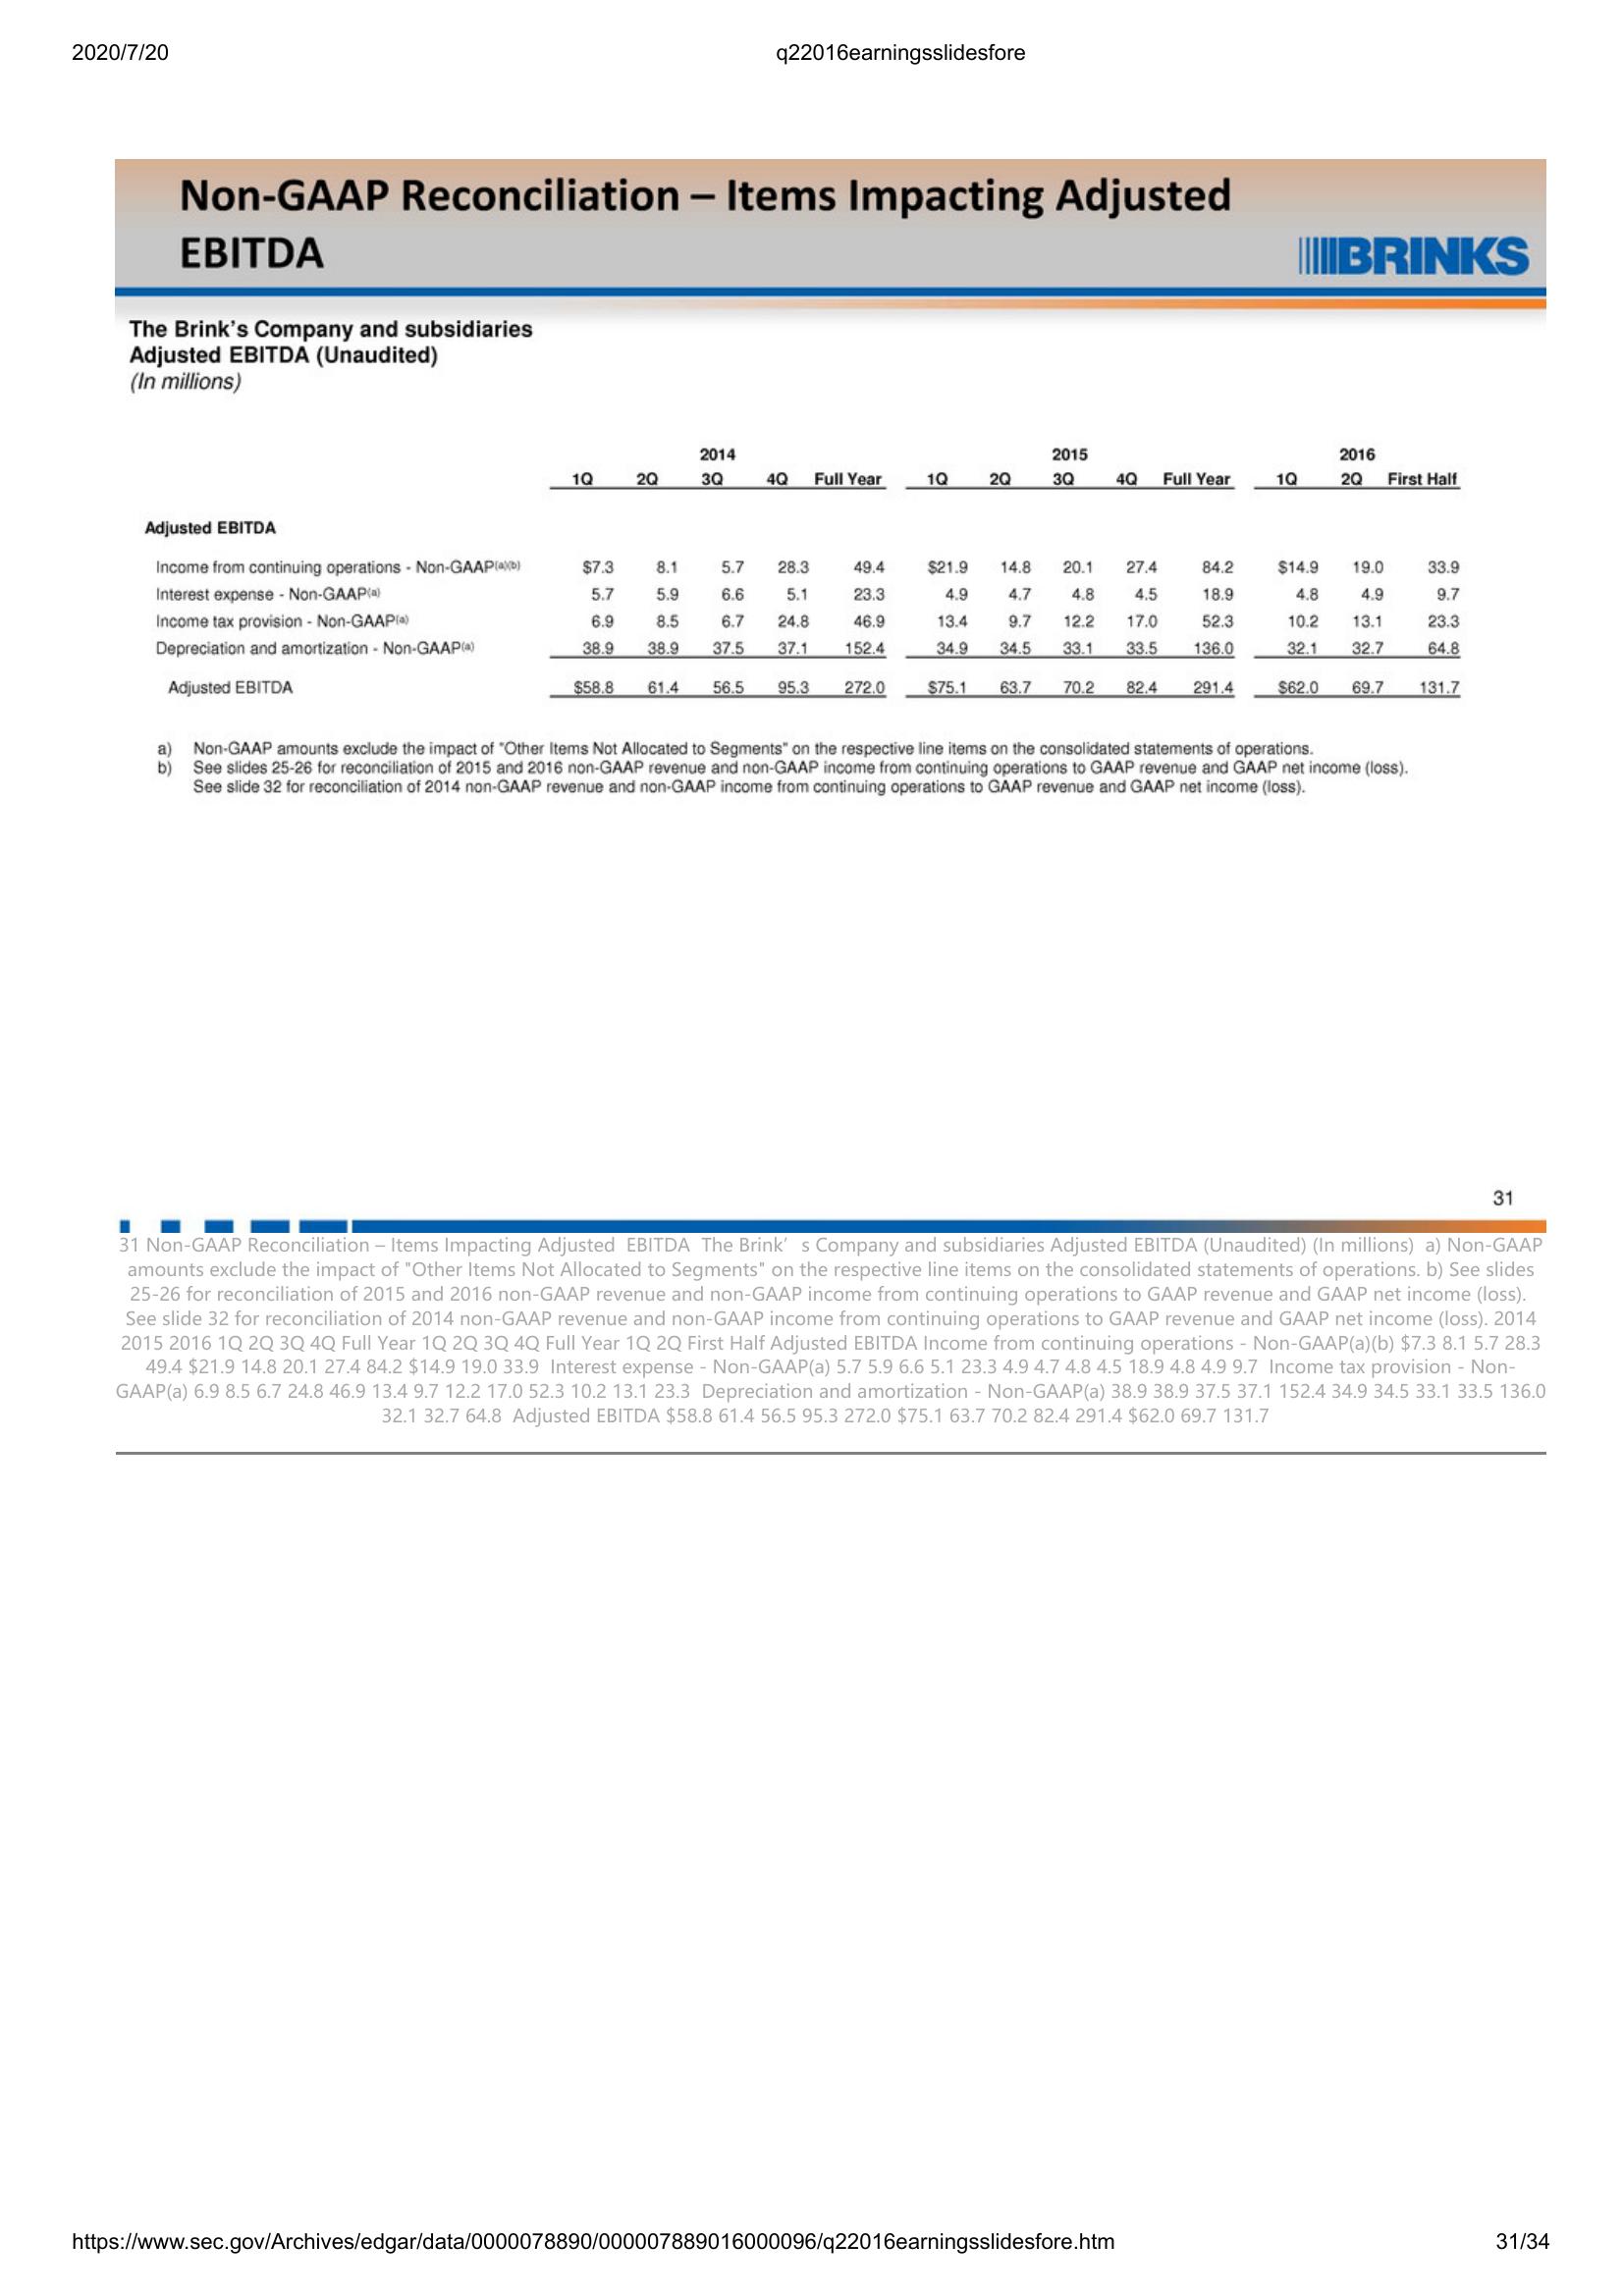 2020/7/20 q22016earningsslidesfore
Non-GAAP Reconciliation – Items Impacting Adjusted
EBITDA
BRINKS
The Brink's Company and subsidiaries
Adjusted EBITDA (Unaudited)
(In millions)
2014 2015 2016
1Q 2Q 3Q 4Q Full Year 1Q 2Q 3Q 4Q Full Year 1Q 2Q First Half
Adjusted EBITDA
Income from continuing operations - Non-GAAP(a)(b) $7.3 8.1 5.7 28.3 49.4 $21.9 14.8 20.1 27.4 84.2 $14.9 19.0 33.9
Interest expense - Non-GAAP(a) 5.7 5.9 6.6 5.1 23.3 4.9 4.7 4.8 4.5 18.9 4.8 4.9 9.7
Income tax provision - Non-GAAP(a) 6.9 8.5 6.7 24.8 46.9 13.4 9.7 12.2 17.0 52.3 10.2 13.1 23.3
Depreciation and amortization - Non-GAAP(a) 38.9 38.9 37.5 37.1 152.4 34.9 34.5 33.1 33.5 136.0 32.1 32.7 64.8
Adjusted EBITDA $58.8 61.4 56.5 95.3 272.0 $75.1 63.7 70.2 82.4 291.4 $62.0 69.7 131.7
a) Non-GAAP amounts exclude the impact of "Other Items Not Allocated to Segments" on the respective line items on the consolidated statements of operations.
b) See slides 25-26 for reconciliation of 2015 and 2016 non-GAAP revenue and non-GAAP income from continuing operations to GAAP revenue and GAAP net income (loss).
See slide 32 for reconciliation of 2014 non-GAAP revenue and non-GAAP income from continuing operations to GAAP revenue and GAAP net income (loss).
31
31 Non-GAAP Reconciliation – Items Impacting Adjusted EBITDA The Brink’ s Company and subsidiaries Adjusted EBITDA (Unaudited) (In millions) a) Non-GAAP
amounts exclude the impact of "Other Items Not Allocated to Segments" on the respective line items on the consolidated statements of operations. b) See slides
25-26 for reconciliation of 2015 and 2016 non-GAAP revenue and non-GAAP income from continuing operations to GAAP revenue and GAAP net income (loss).
See slide 32 for reconciliation of 2014 non-GAAP revenue and non-GAAP income from continuing operations to GAAP revenue and GAAP net income (loss). 2014
2015 2016 1Q 2Q 3Q 4Q Full Year 1Q 2Q 3Q 4Q Full Year 1Q 2Q First Half Adjusted EBITDA Income from continuing operations - Non-GAAP(a)(b) $7.3 8.1 5.7 28.3
49.4 $21.9 14.8 20.1 27.4 84.2 $14.9 19.0 33.9 Interest expense - Non-GAAP(a) 5.7 5.9 6.6 5.1 23.3 4.9 4.7 4.8 4.5 18.9 4.8 4.9 9.7 Income tax provision - Non-
GAAP(a) 6.9 8.5 6.7 24.8 46.9 13.4 9.7 12.2 17.0 52.3 10.2 13.1 23.3 Depreciation and amortization - Non-GAAP(a) 38.9 38.9 37.5 37.1 152.4 34.9 34.5 33.1 33.5 136.0
32.1 32.7 64.8 Adjusted EBITDA $58.8 61.4 56.5 95.3 272.0 $75.1 63.7 70.2 82.4 291.4 $62.0 69.7 131.7
https://www.sec.gov/Archives/edgar/data/0000078890/000007889016000096/q22016earningsslidesfore.htm 31/34